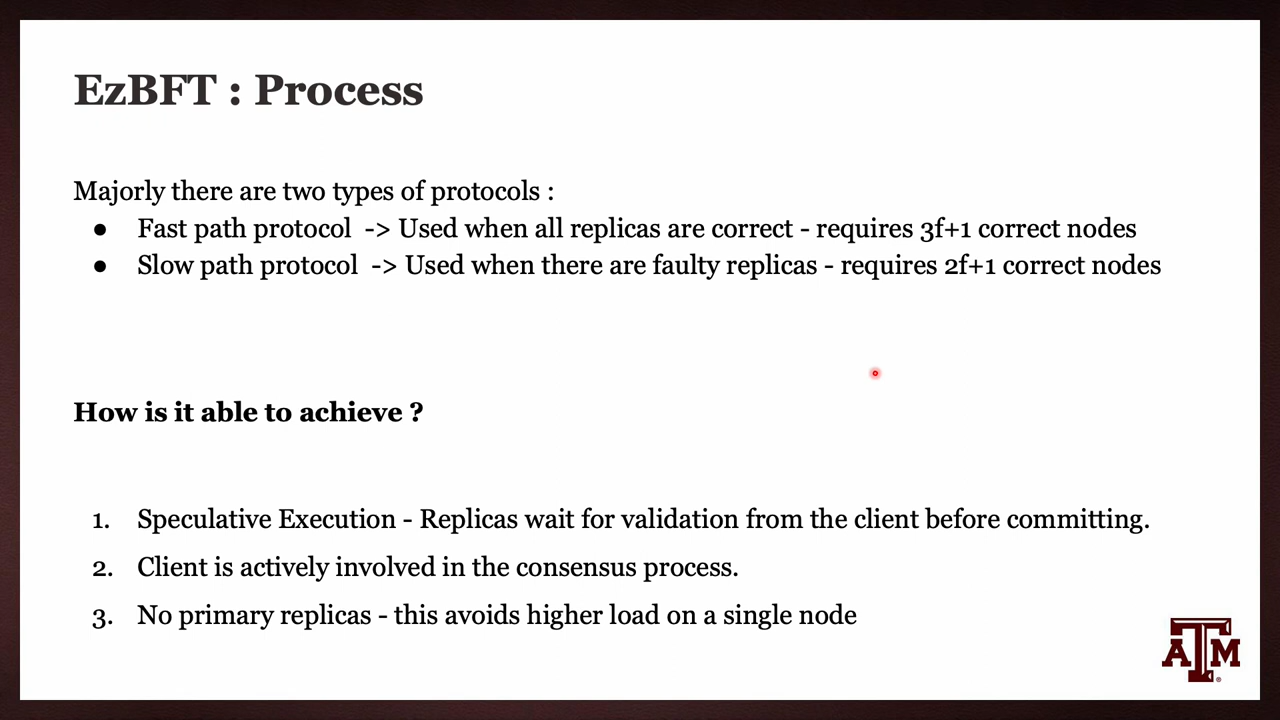 EzBFT : Process
Majorly there are two types of protocols :
● Fast path protocol -> Used when all replicas are correct - requires 3f+1 correct nodes
● Slow path protocol -> Used when there are faulty replicas - requires 2f+1 correct nodes
How is it able to achieve ?
1. Speculative Execution - Replicas wait for validation from the client before committing.
2. Client is actively involved in the consensus process.
3. No primary replicas - this avoids higher load on a single node
ATM